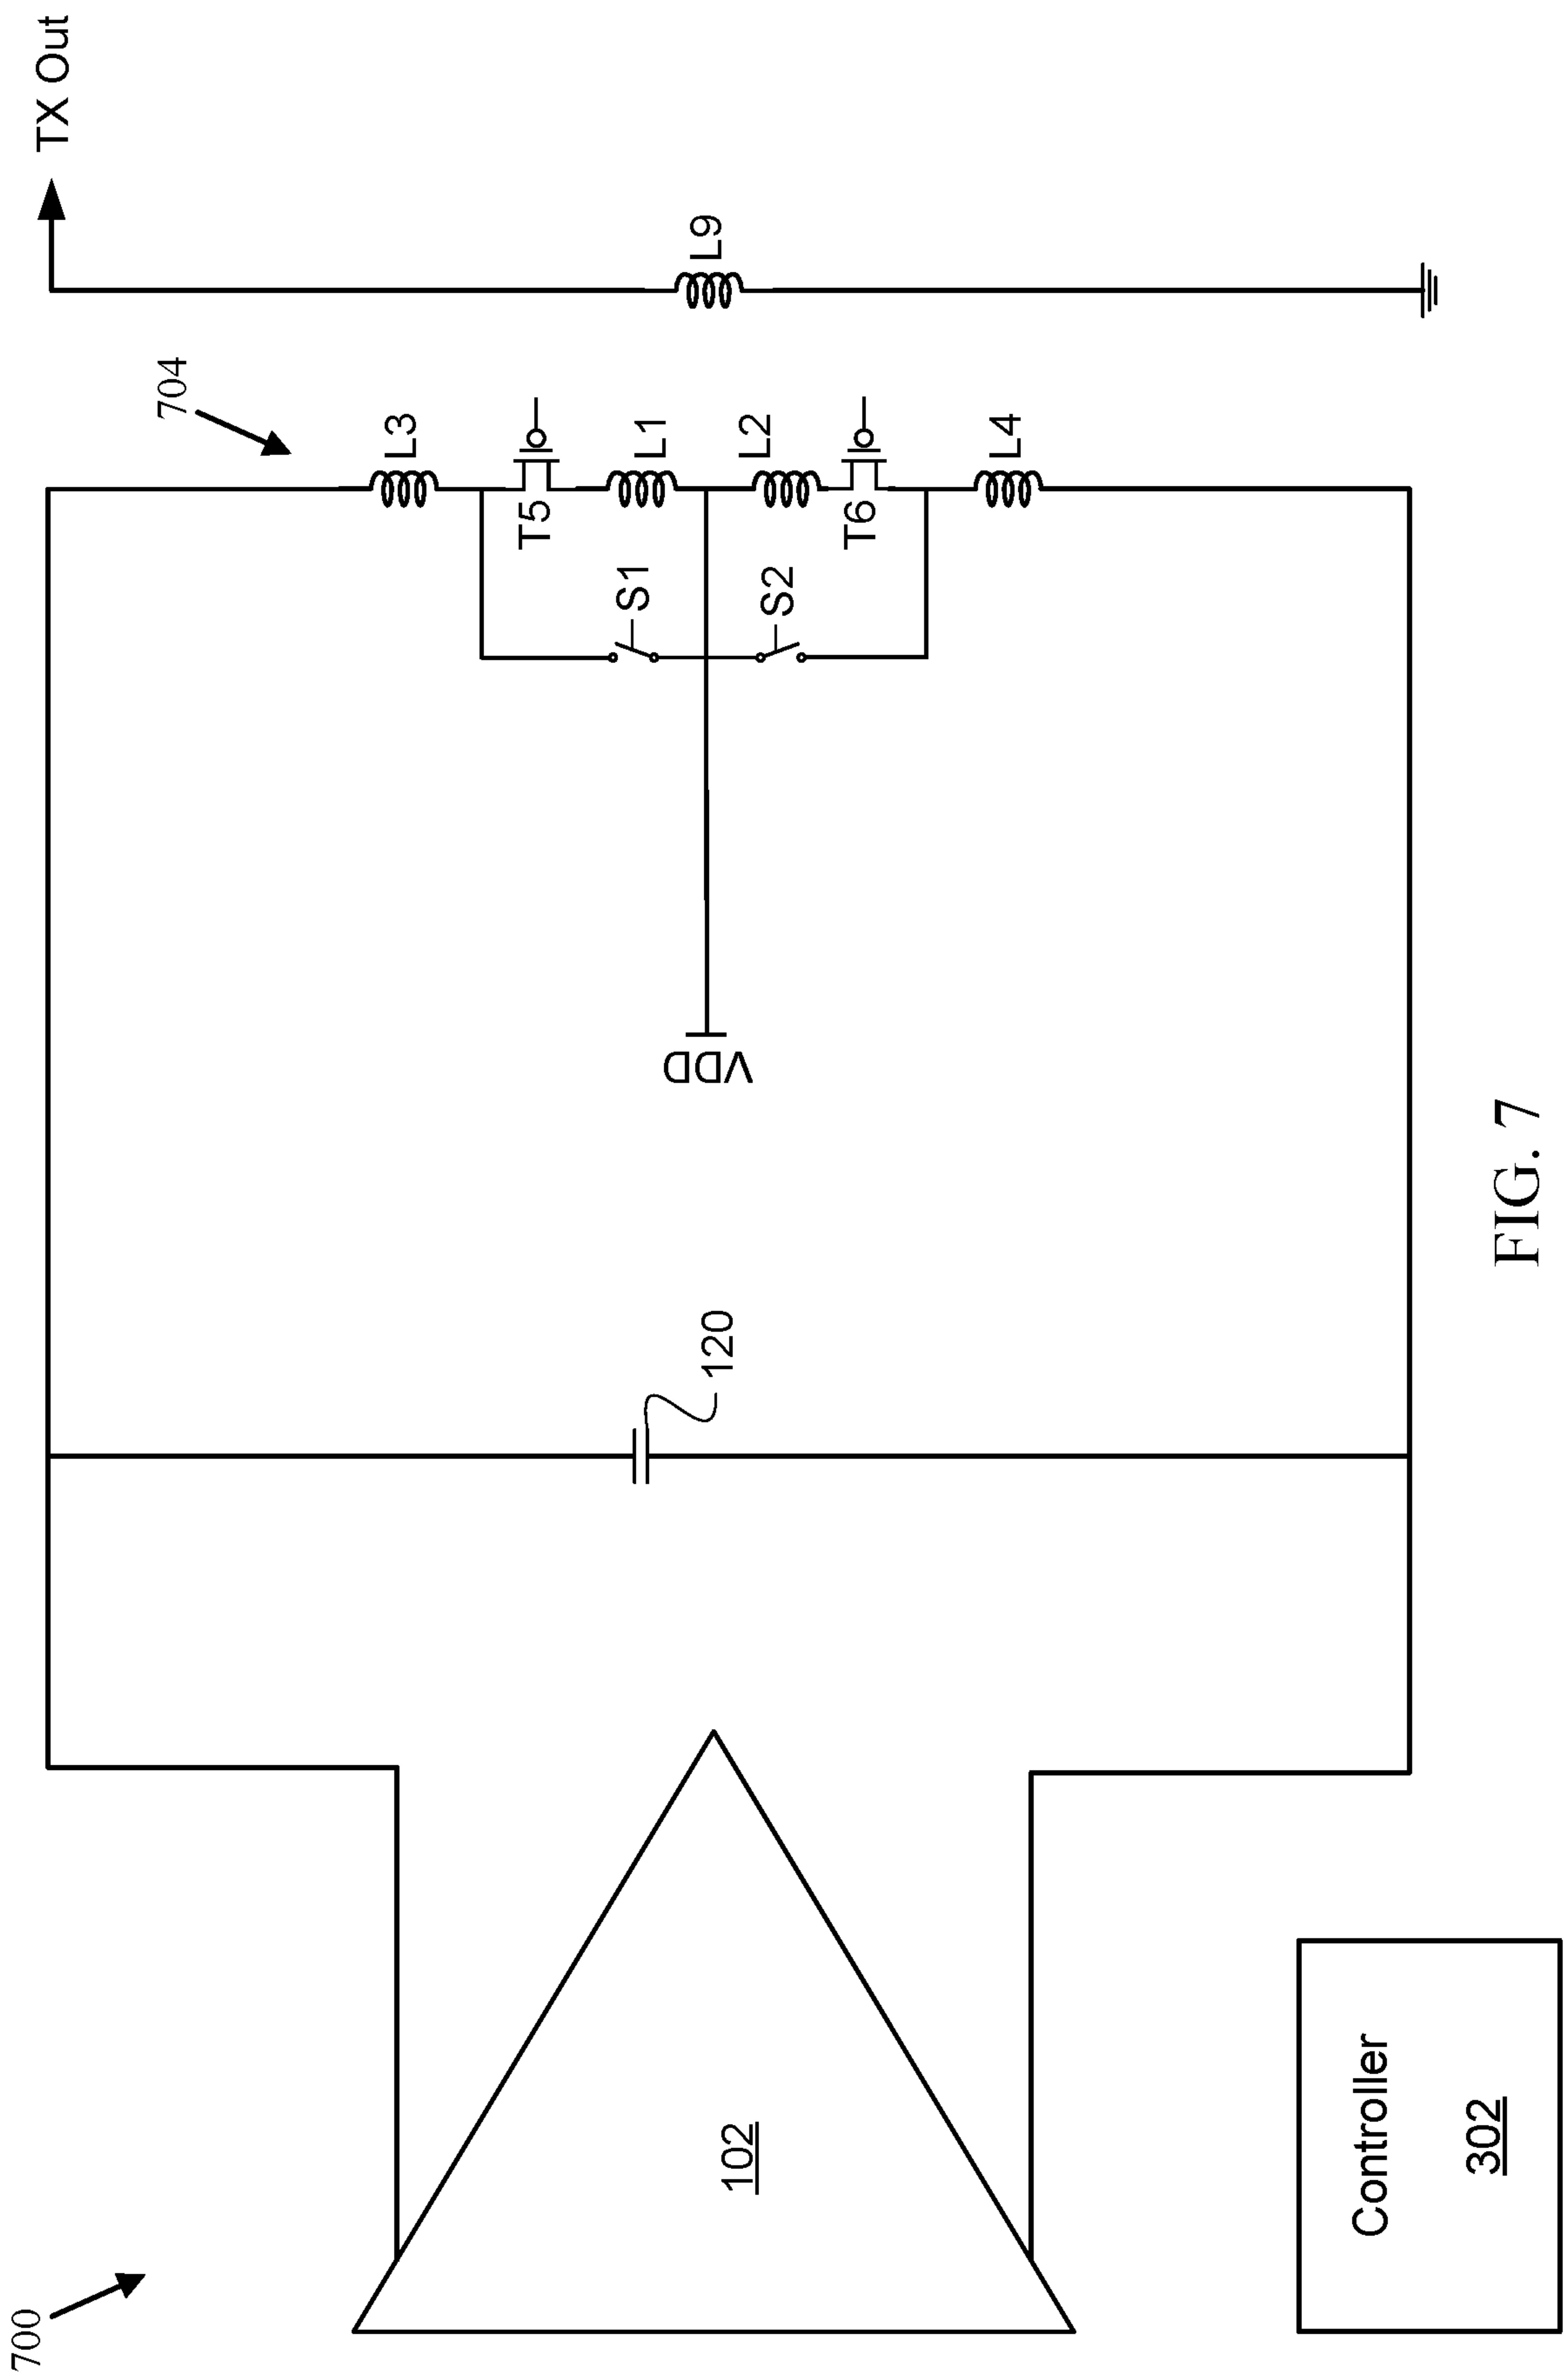 700
704
TX Out
L3
T5
L1
L9
S1
L2
S2
T6
L4
VDD
120
102
Controller
302
FIG. 7